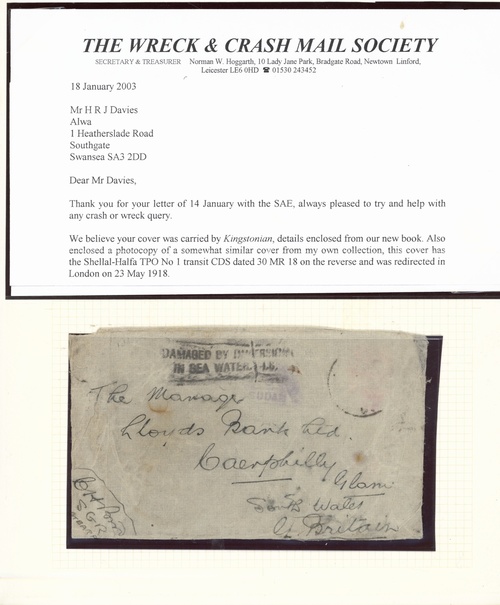 THE WRECK & CRASH MAIL SOCIETY
SECRETARY & TREASURER Norman W. Hoggarth, 10 Lady Jane Park, Bradgate Road, Newtown Linford,
Leicester LE6 0HD ☎ 01530 243452
18 January 2003
Mr H R J Davies
Alwa
1 Heatherslade Road
Southgate
Swansea SA3 2DD
Dear Mr Davies,
Thank you for your letter of 14 January with the SAE, always pleased to try and help with
any crash or wreck query.
We believe your cover was carried by Kingstonian, details enclosed from our new book. Also
enclosed a photocopy of a somewhat similar cover from my own collection, this cover has
the Shellal-Halfa TPO No 1 transit CDS dated 30 MR 18 on the reverse and was redirected in
London on 23 May 1918.
DAMAGED BY IMMERSION
IN SEA WATER
The Manager
Lloyds Bank Ltd.
Caerphilly
Glam
South Wales
Gt Britain